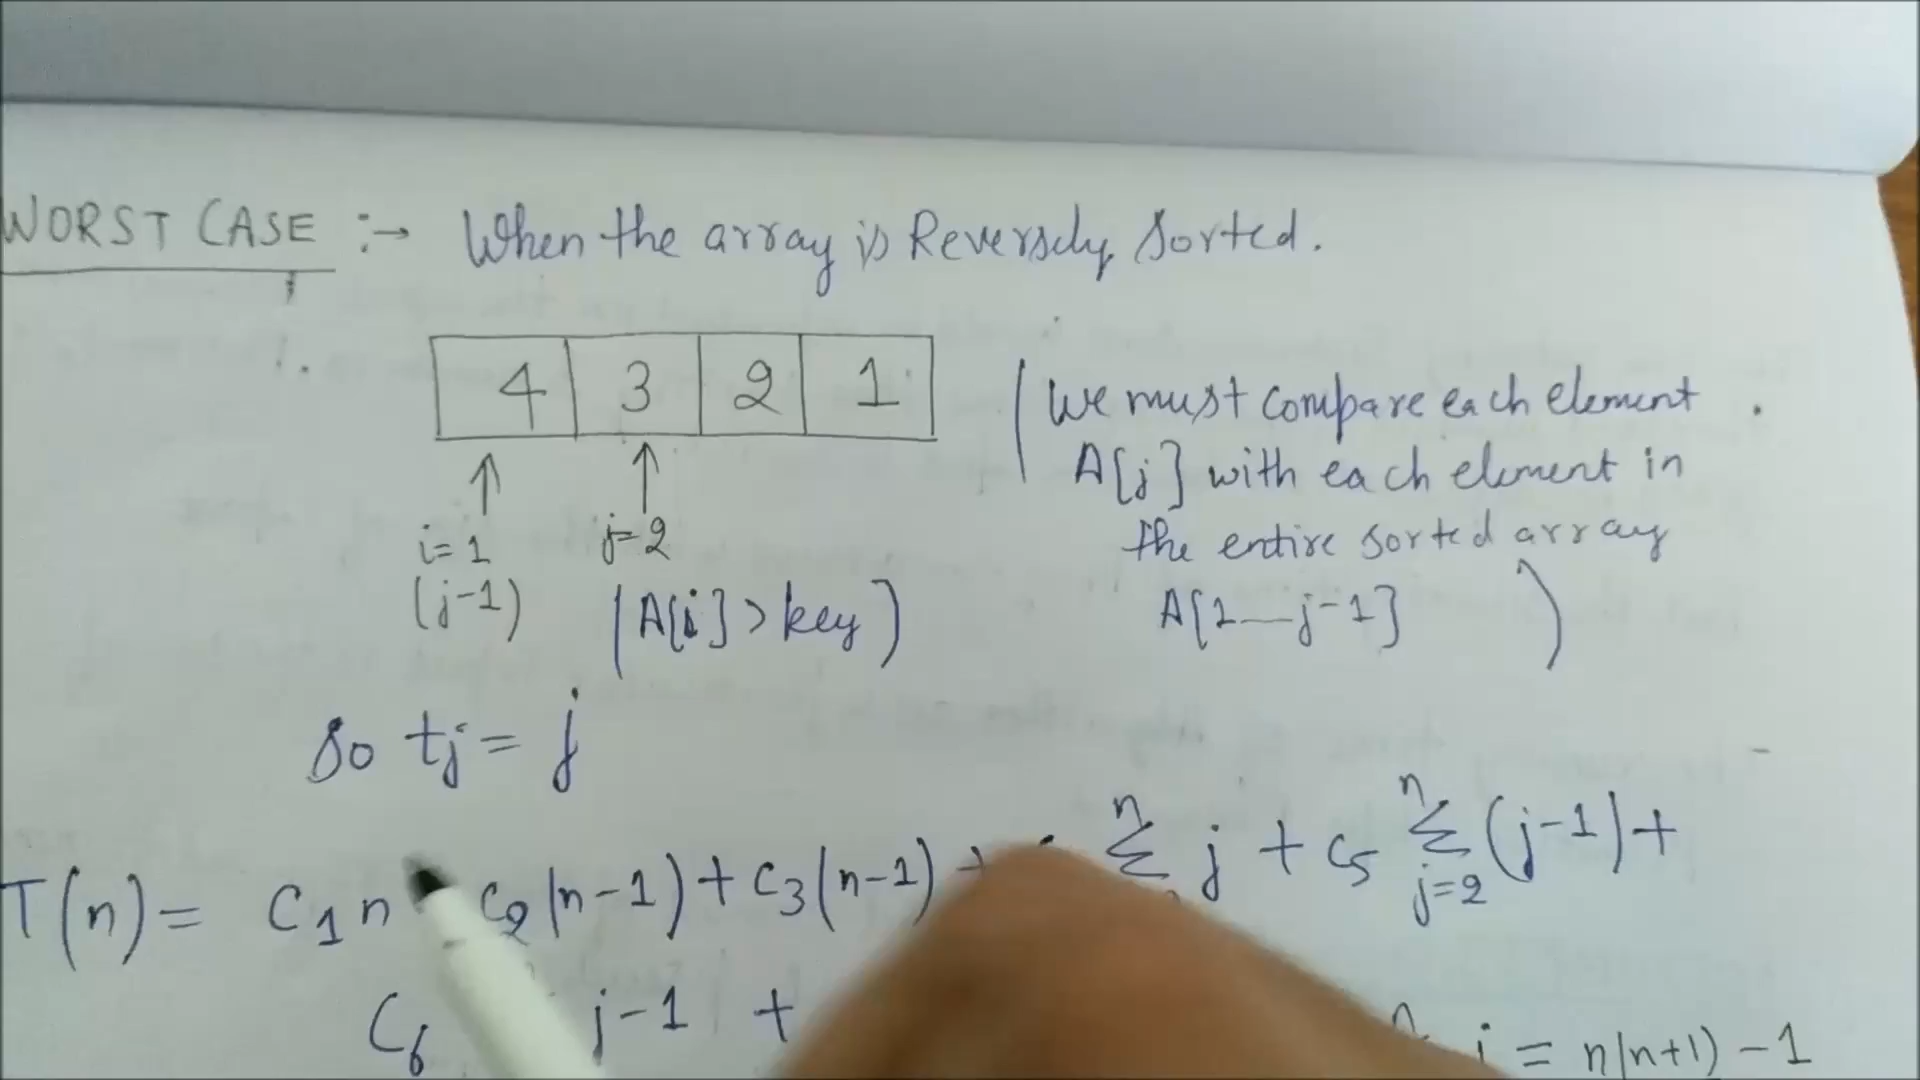 WORST CASE :→ When the array is Reversely Sorted.
4 3 2 1
(We must compare each element
A[j] with each element in
the entire sorted array
A[1—j-1] )
i=1 j=2
(j-1) (A[i] > key)
So tj = j
T(n) = C1n C2(n-1) + C3(n-1) + n Σ j + C5 n Σ j=2 (j-1) +
C6 j-1 +
j = n(n+1) - 1